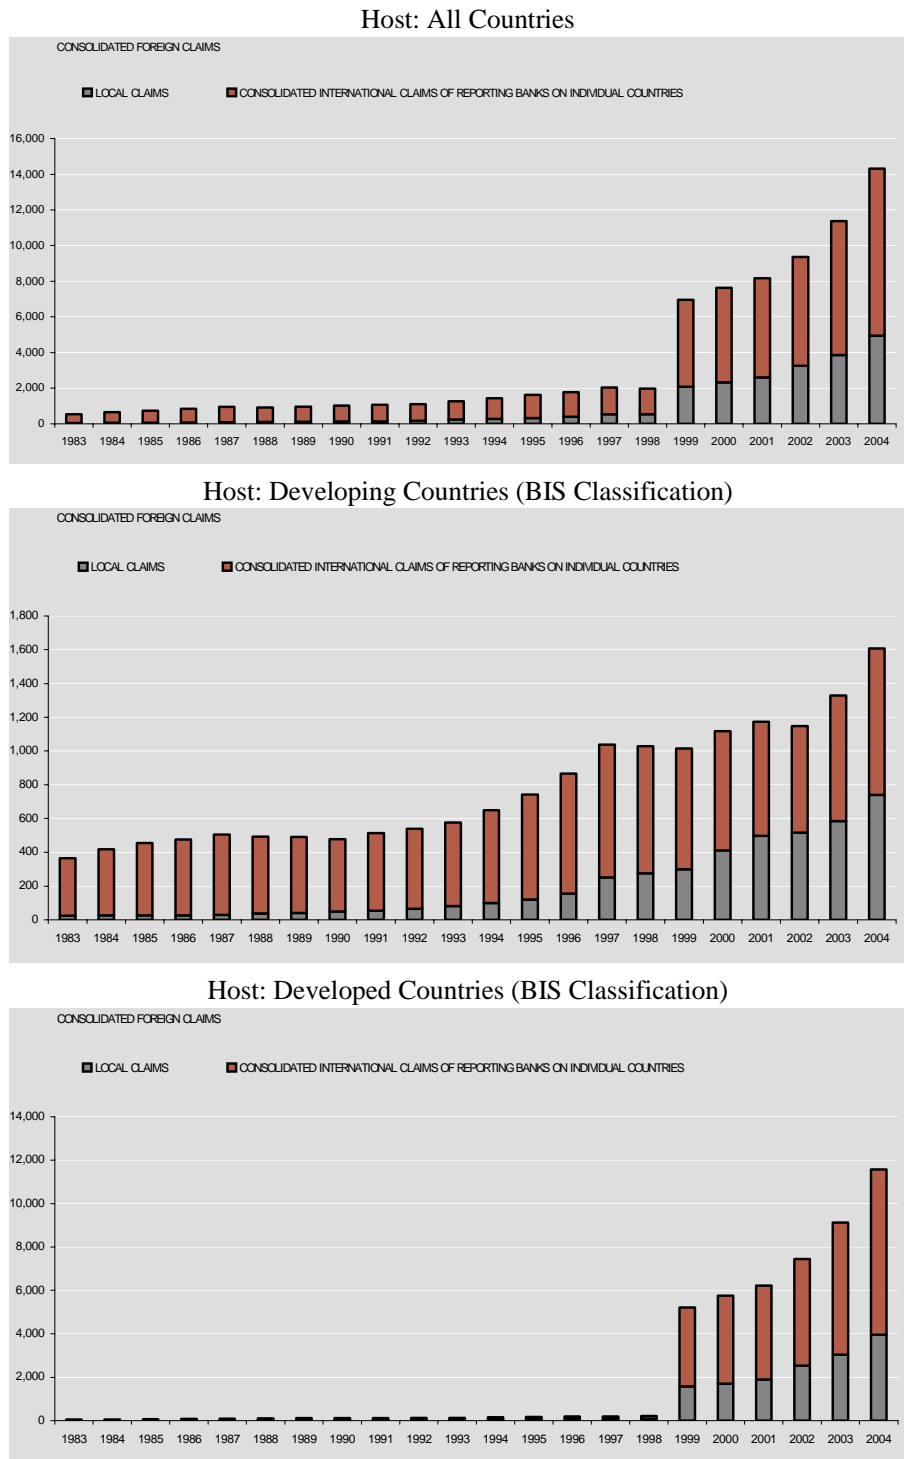 Host: All Countries
CONSOLIDATED FOREIGN CLAIMS
LOCAL CLAIMS CONSOLIDATED INTERNATIONAL CLAIMS OF REPORTING BANKS ON INDIVIDUAL COUNTRIES
16,000
14,000
12,000
10,000
8,000
6,000
4,000
2,000
0
1983 1984 1985 1986 1987 1988 1989 1990 1991 1992 1993 1994 1995 1996 1997 1998 1999 2000 2001 2002 2003 2004
Host: Developing Countries (BIS Classification)
CONSOLIDATED FOREIGN CLAIMS
LOCAL CLAIMS CONSOLIDATED INTERNATIONAL CLAIMS OF REPORTING BANKS ON INDIVIDUAL COUNTRIES
1,800
1,600
1,400
1,200
1,000
800
600
400
200
0
1983 1984 1985 1986 1987 1988 1989 1990 1991 1992 1993 1994 1995 1996 1997 1998 1999 2000 2001 2002 2003 2004
Host: Developed Countries (BIS Classification)
CONSOLIDATED FOREIGN CLAIMS
LOCAL CLAIMS CONSOLIDATED INTERNATIONAL CLAIMS OF REPORTING BANKS ON INDIVIDUAL COUNTRIES
14,000
12,000
10,000
8,000
6,000
4,000
2,000
0
1983 1984 1985 1986 1987 1988 1989 1990 1991 1992 1993 1994 1995 1996 1997 1998 1999 2000 2001 2002 2003 2004